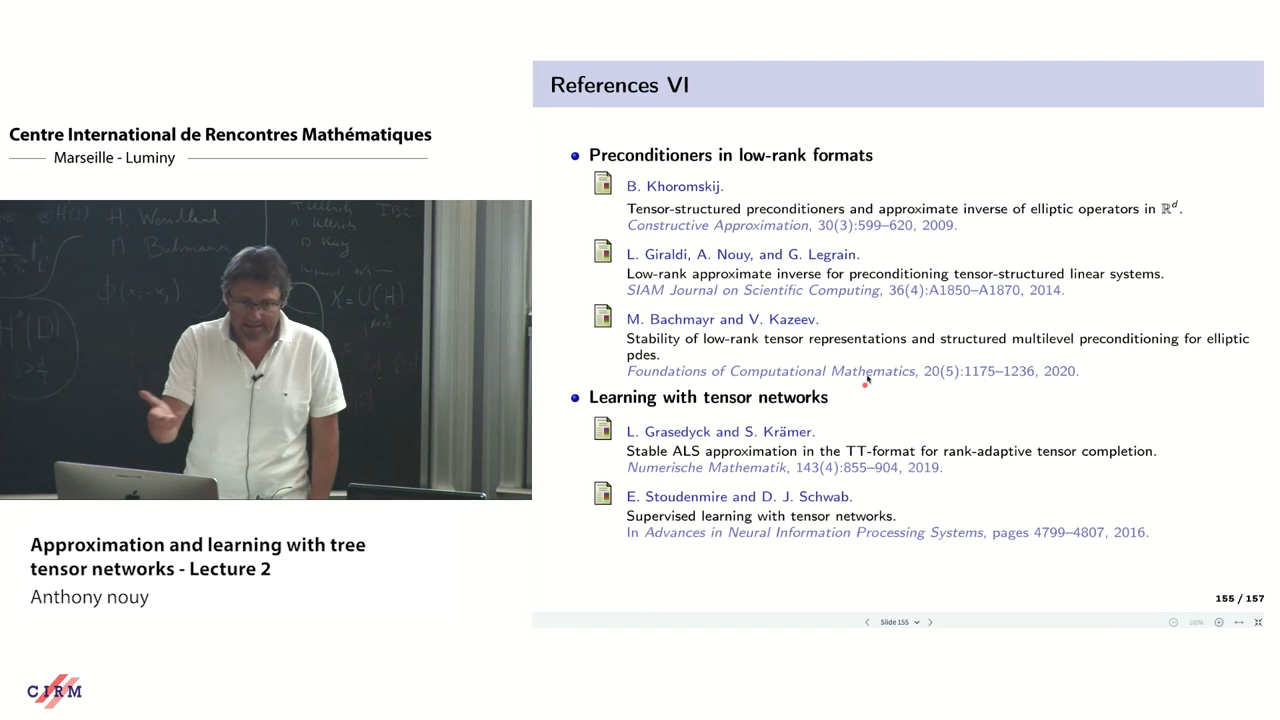 Centre International de Rencontres Mathématiques
Marseille - Luminy
H. Wendland
Approximation and learning with tree
tensor networks - Lecture 2
Anthony nouy
CIRM
References VI
Preconditioners in low-rank formats
B. Khoromskij.
Tensor-structured preconditioners and approximate inverse of elliptic operators in ℝᵈ.
Constructive Approximation, 30(3):599–620, 2009.
L. Giraldi, A. Nouy, and G. Legrain.
Low-rank approximate inverse for preconditioning tensor-structured linear systems.
SIAM Journal on Scientific Computing, 36(4):A1850–A1870, 2014.
M. Bachmayr and V. Kazeev.
Stability of low-rank tensor representations and structured multilevel preconditioning for elliptic
pdes.
Foundations of Computational Mathematics, 20(5):1175–1236, 2020.
Learning with tensor networks
L. Grasedyck and S. Krämer.
Stable ALS approximation in the TT-format for rank-adaptive tensor completion.
Numerische Mathematik, 143(4):855–904, 2019.
E. Stoudenmire and D. J. Schwab.
Supervised learning with tensor networks.
In Advances in Neural Information Processing Systems, pages 4799–4807, 2016.
155 / 157
Slide 155
100%